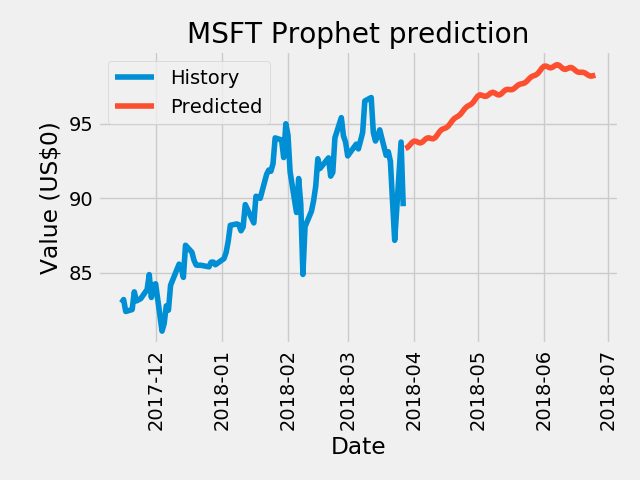 MSFT Prophet prediction
History
Predicted
Value (US$0)
95
90
85
2017-12
2018-01
2018-02
2018-03
2018-04
2018-05
2018-06
2018-07
Date